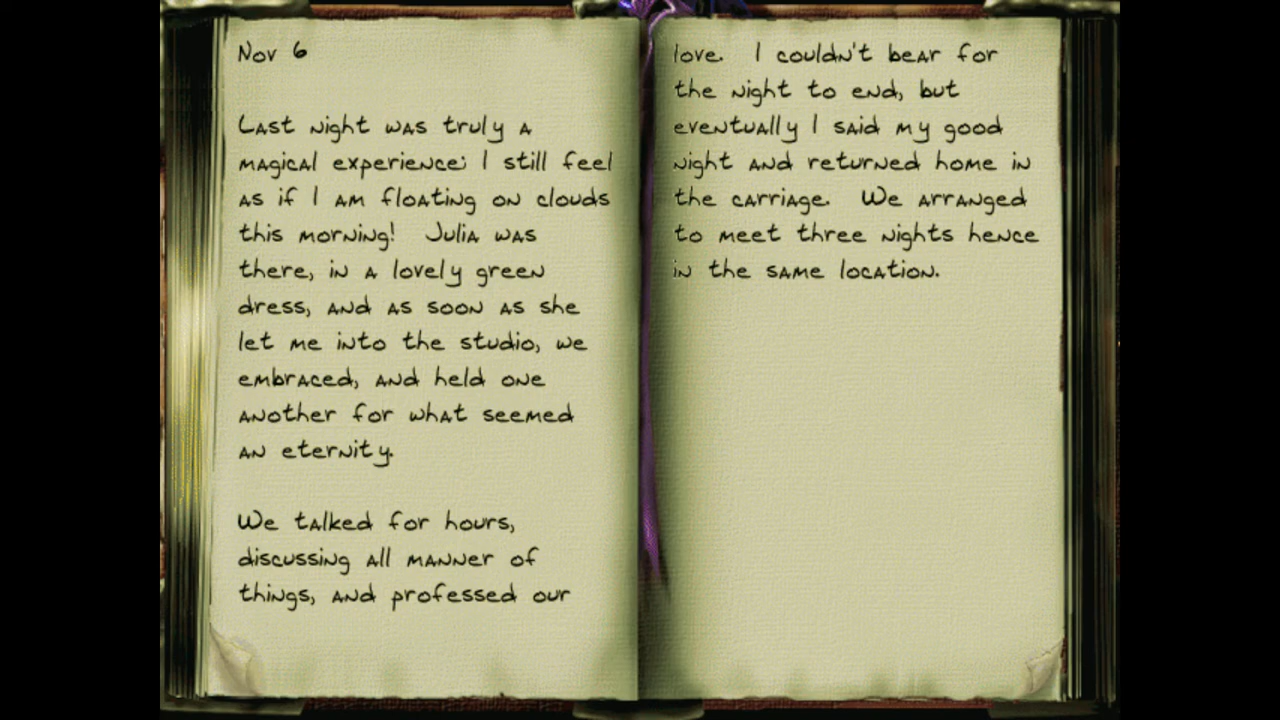 Nov 6
Last night was truly a
magical experience; I still feel
as if I am floating on clouds
this morning!  Julia was
there, in a lovely green
dress, and as soon as she
let me into the studio, we
embraced, and held one
another for what seemed
an eternity.
We talked for hours,
discussing all manner of
things, and professed our
love.  I couldn't bear for
the night to end, but
eventually I said my good
night and returned home in
the carriage.  We arranged
to meet three nights hence
in the same location.